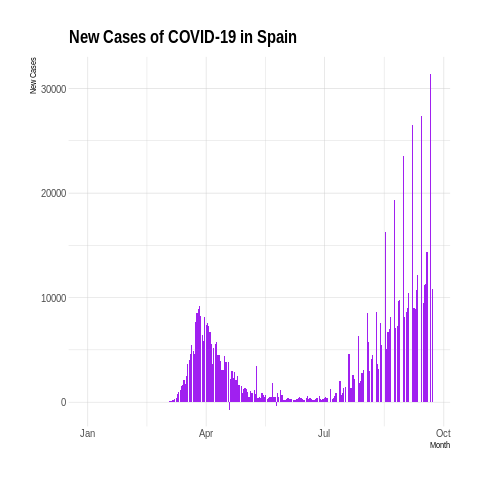 New Cases of COVID-19 in Spain
New Cases
30000
20000
10000
0
Jan Apr Jul Oct
Month